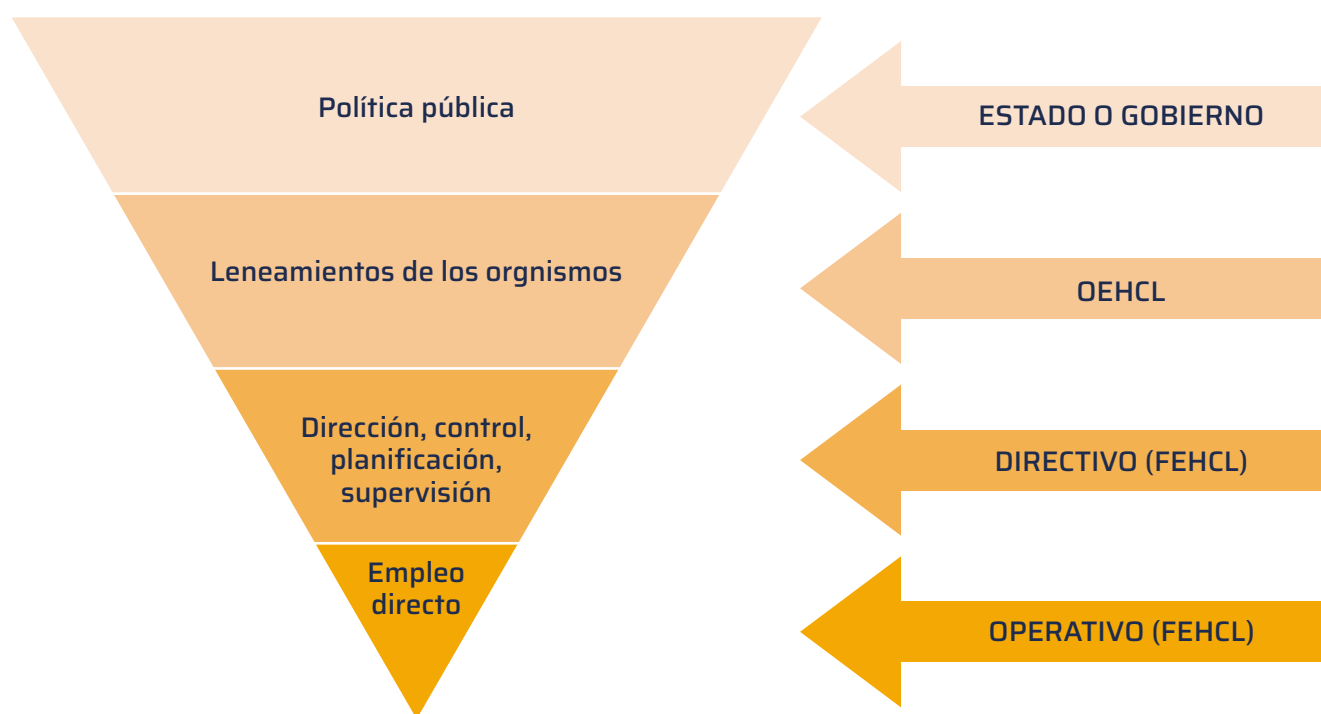 Política pública
ESTADO O GOBIERNO
Leneamientos de los orgnismos
OEHCL
Dirección, control,
planificación,
supervisión
DIRECTIVO (FEHCL)
Empleo
directo
OPERATIVO (FEHCL)